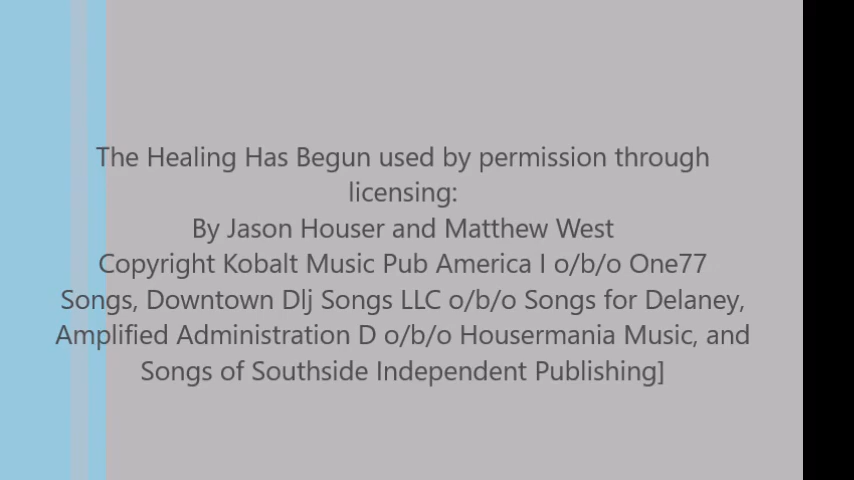 The Healing Has Begun used by permission through
licensing:
By Jason Houser and Matthew West
Copyright Kobalt Music Pub America I o/b/o One77
Songs, Downtown Dlj Songs LLC o/b/o Songs for Delaney,
Amplified Administration D o/b/o Housermania Music, and
Songs of Southside Independent Publishing]